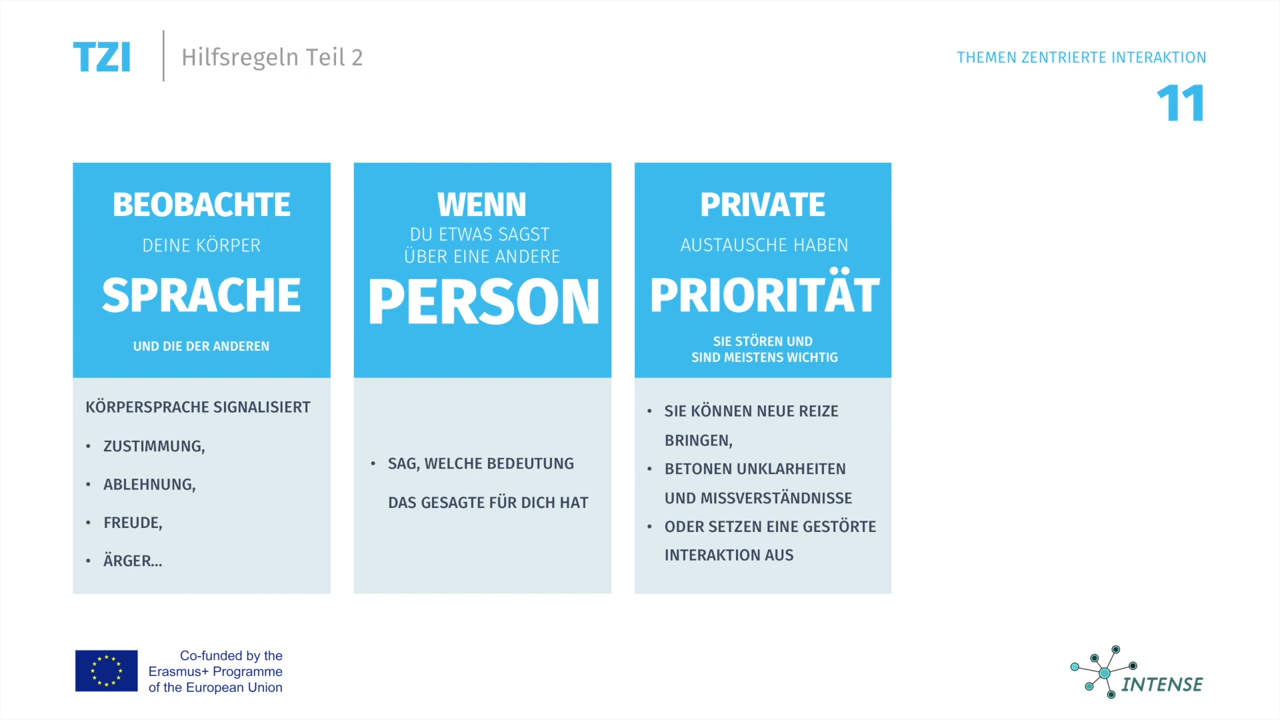 TZI
Hilfsregeln Teil 2
THEMEN ZENTRIERTE INTERAKTION
11
BEOBACHTE
DEINE KÖRPER
SPRACHE
UND DIE DER ANDEREN
KÖRPERSPRACHE SIGNALISIERT
• ZUSTIMMUNG,
• ABLEHNUNG,
• FREUDE,
• ÄRGER...
WENN
DU ETWAS SAGST
ÜBER EINE ANDERE
PERSON
• SAG, WELCHE BEDEUTUNG
DAS GESAGTE FÜR DICH HAT
PRIVATE
AUSTAUSCHE HABEN
PRIORITÄT
SIE STÖREN UND
SIND MEISTENS WICHTIG
• SIE KÖNNEN NEUE REIZE
BRINGEN,
• BETONEN UNKLARHEITEN
UND MISSVERSTÄNDNISSE
• ODER SETZEN EINE GESTÖRTE
INTERAKTION AUS
Co-funded by the
Erasmus+ Programme
of the European Union
INTENSE